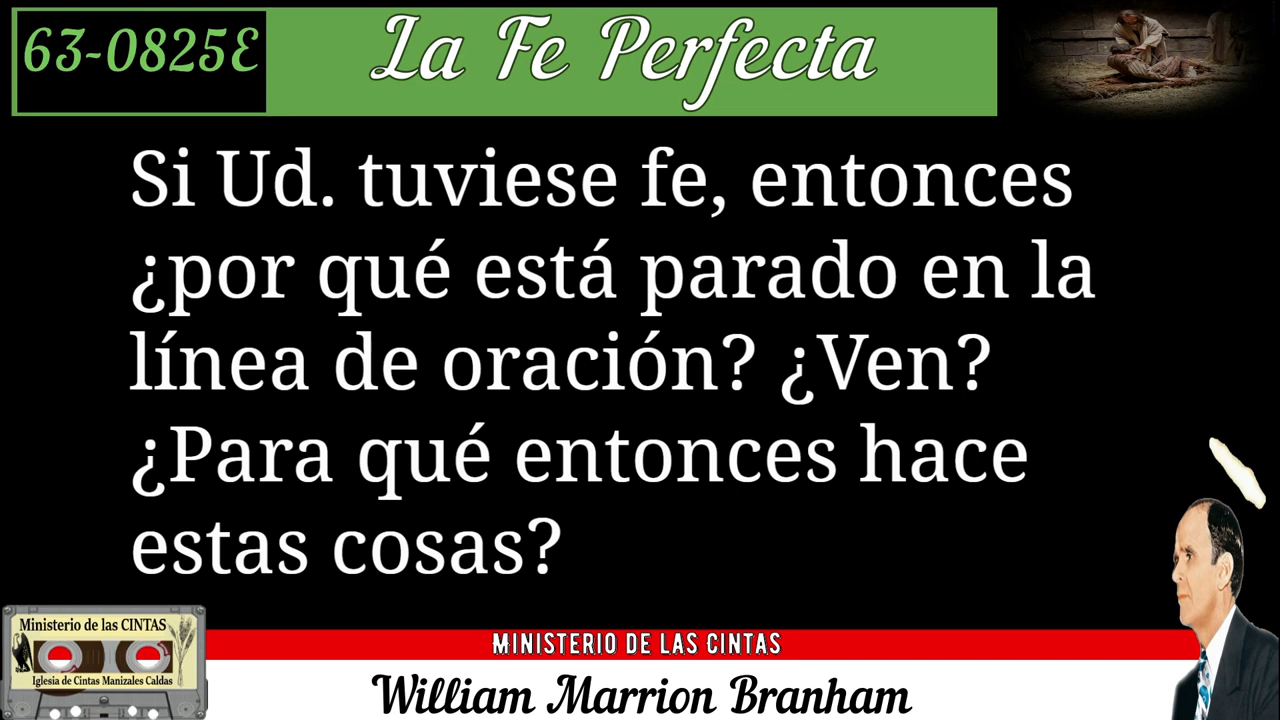 63-0825E
La Fe Perfecta
Si Ud. tuviese fe, entonces
¿por qué está parado en la
línea de oración? ¿Ven?
¿Para qué entonces hace
estas cosas?
Ministerio de las CINTAS
Iglesia de Cintas Manizales Caldas
MINISTERIO DE LAS CINTAS
William Marrion Branham